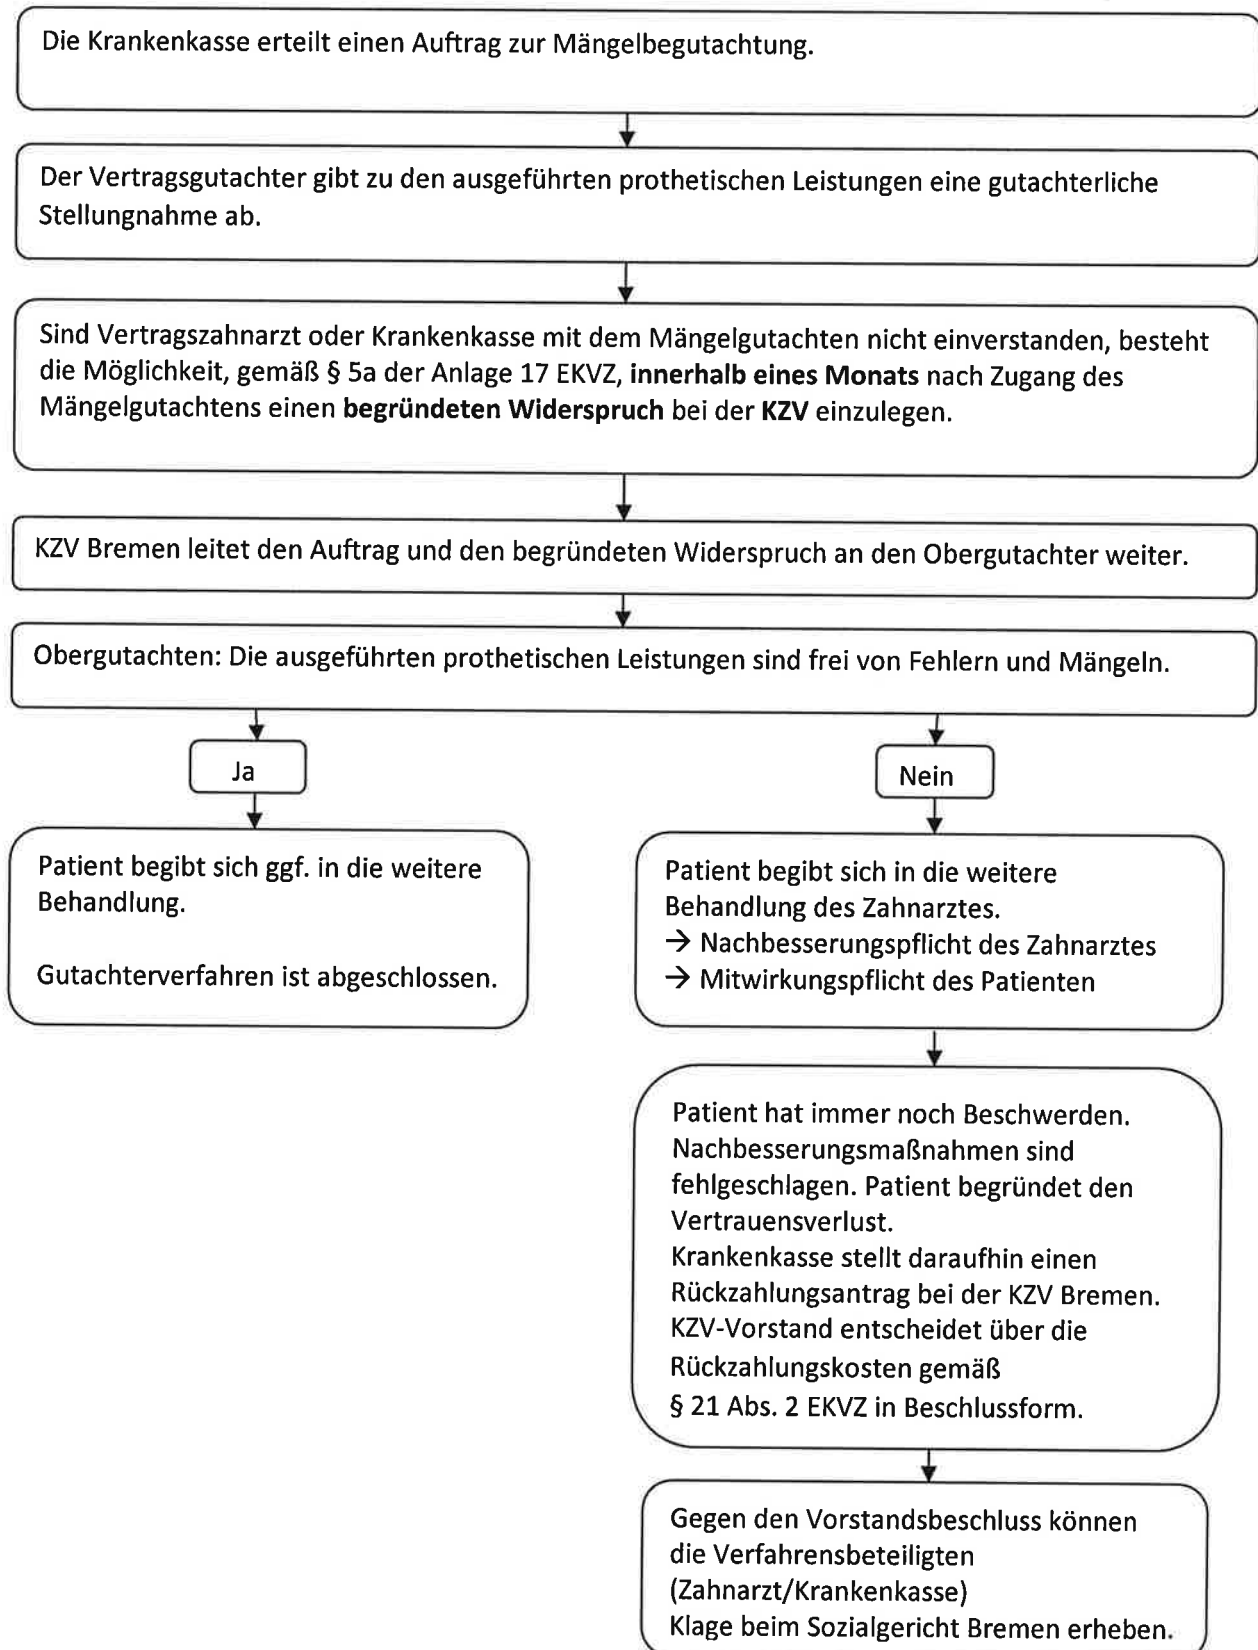 Die Krankenkasse erteilt einen Auftrag zur Mängelbegutachtung.
Der Vertragsgutachter gibt zu den ausgeführten prothetischen Leistungen eine gutachterliche
Stellungnahme ab.
Sind Vertragszahnarzt oder Krankenkasse mit dem Mängelgutachten nicht einverstanden, besteht
die Möglichkeit, gemäß § 5a der Anlage 17 EKVZ, innerhalb eines Monats nach Zugang des
Mängelgutachtens einen begründeten Widerspruch bei der KZV einzulegen.
KZV Bremen leitet den Auftrag und den begründeten Widerspruch an den Obergutachter weiter.
Obergutachten: Die ausgeführten prothetischen Leistungen sind frei von Fehlern und Mängeln.
Ja
Nein
Patient begibt sich ggf. in die weitere
Behandlung.
Gutachterverfahren ist abgeschlossen.
Patient begibt sich in die weitere
Behandlung des Zahnarztes.
→ Nachbesserungspflicht des Zahnarztes
→ Mitwirkungspflicht des Patienten
Patient hat immer noch Beschwerden.
Nachbesserungsmaßnahmen sind
fehlgeschlagen. Patient begründet den
Vertrauensverlust.
Krankenkasse stellt daraufhin einen
Rückzahlungsantrag bei der KZV Bremen.
KZV-Vorstand entscheidet über die
Rückzahlungskosten gemäß
§ 21 Abs. 2 EKVZ in Beschlussform.
Gegen den Vorstandsbeschluss können
die Verfahrensbeteiligten
(Zahnarzt/Krankenkasse)
Klage beim Sozialgericht Bremen erheben.